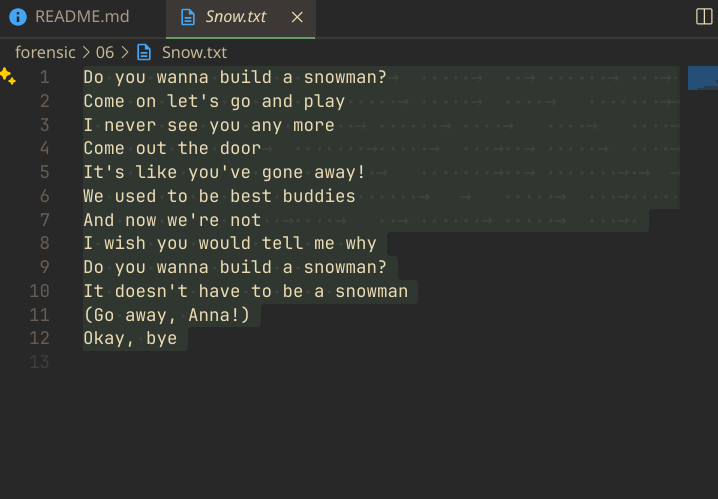 README.md Snow.txt
forensic > 06 > Snow.txt
1 Do you wanna build a snowman?
2 Come on let's go and play
3 I never see you any more
4 Come out the door
5 It's like you've gone away!
6 We used to be best buddies
7 And now we're not
8 I wish you would tell me why
9 Do you wanna build a snowman?
10 It doesn't have to be a snowman
11 (Go away, Anna!)
12 Okay, bye
13